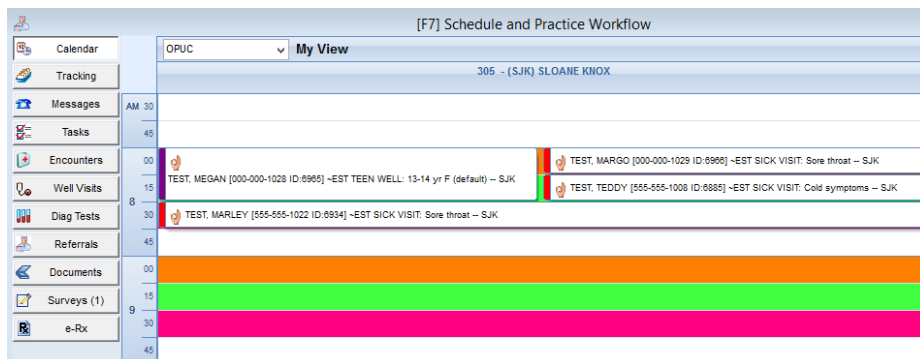 [F7] Schedule and Practice Workflow
Calendar
Tracking
Messages
Tasks
Encounters
Well Visits
Diag Tests
Referrals
Documents
Surveys (1)
e-Rx
OPUC My View
305 - (SJK) SLOANE KNOX
AM 30
45
8 00
15
30
45
9 00
15
30
45
TEST, MEGAN [000-000-1028 ID:6965] ~EST TEEN WELL: 13-14 yr F (default) -- SJK
TEST, MARGO [000-000-1029 ID:6966] ~EST SICK VISIT: Sore throat -- SJK
TEST, TEDDY [555-555-1008 ID:6885] ~EST SICK VISIT: Cold symptoms -- SJK
TEST, MARLEY [555-555-1022 ID:6934] ~EST SICK VISIT: Sore throat -- SJK